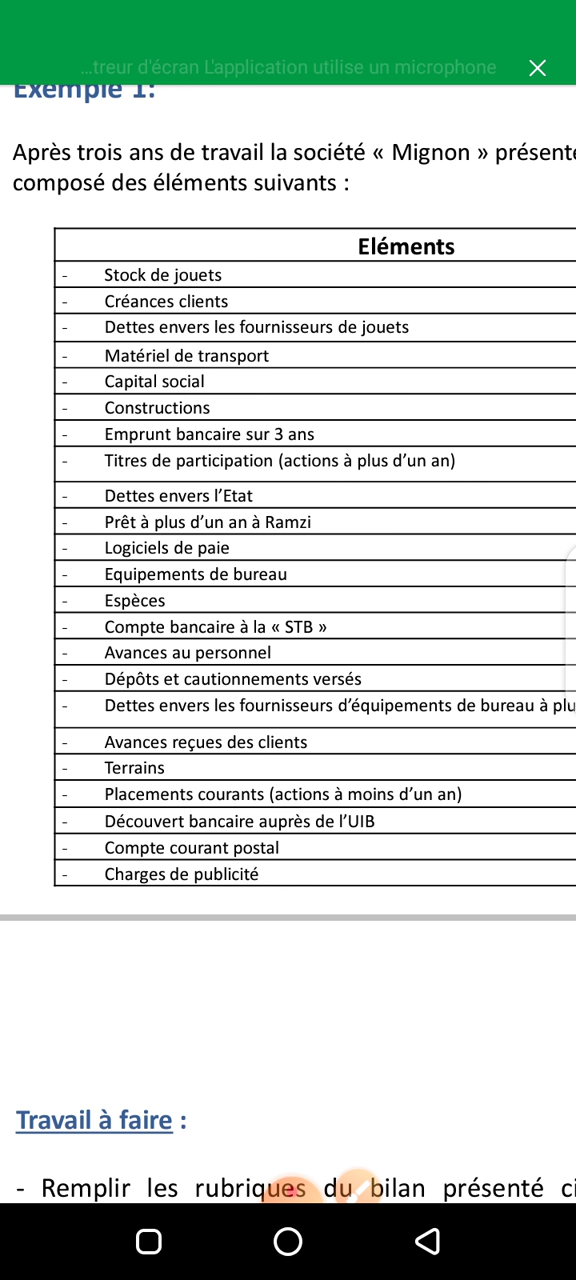 ...treur d'écran L'application utilise un microphone
Exemple 1:
Après trois ans de travail la société « Mignon » présente
composé des éléments suivants :
Eléments
- Stock de jouets
- Créances clients
- Dettes envers les fournisseurs de jouets
- Matériel de transport
- Capital social
- Constructions
- Emprunt bancaire sur 3 ans
- Titres de participation (actions à plus d'un an)
- Dettes envers l'Etat
- Prêt à plus d'un an à Ramzi
- Logiciels de paie
- Equipements de bureau
- Espèces
- Compte bancaire à la « STB »
- Avances au personnel
- Dépôts et cautionnements versés
- Dettes envers les fournisseurs d'équipements de bureau à plu
- Avances reçues des clients
- Terrains
- Placements courants (actions à moins d'un an)
- Découvert bancaire auprès de l'UIB
- Compte courant postal
- Charges de publicité
Travail à faire :
- Remplir les rubriques du bilan présenté ci